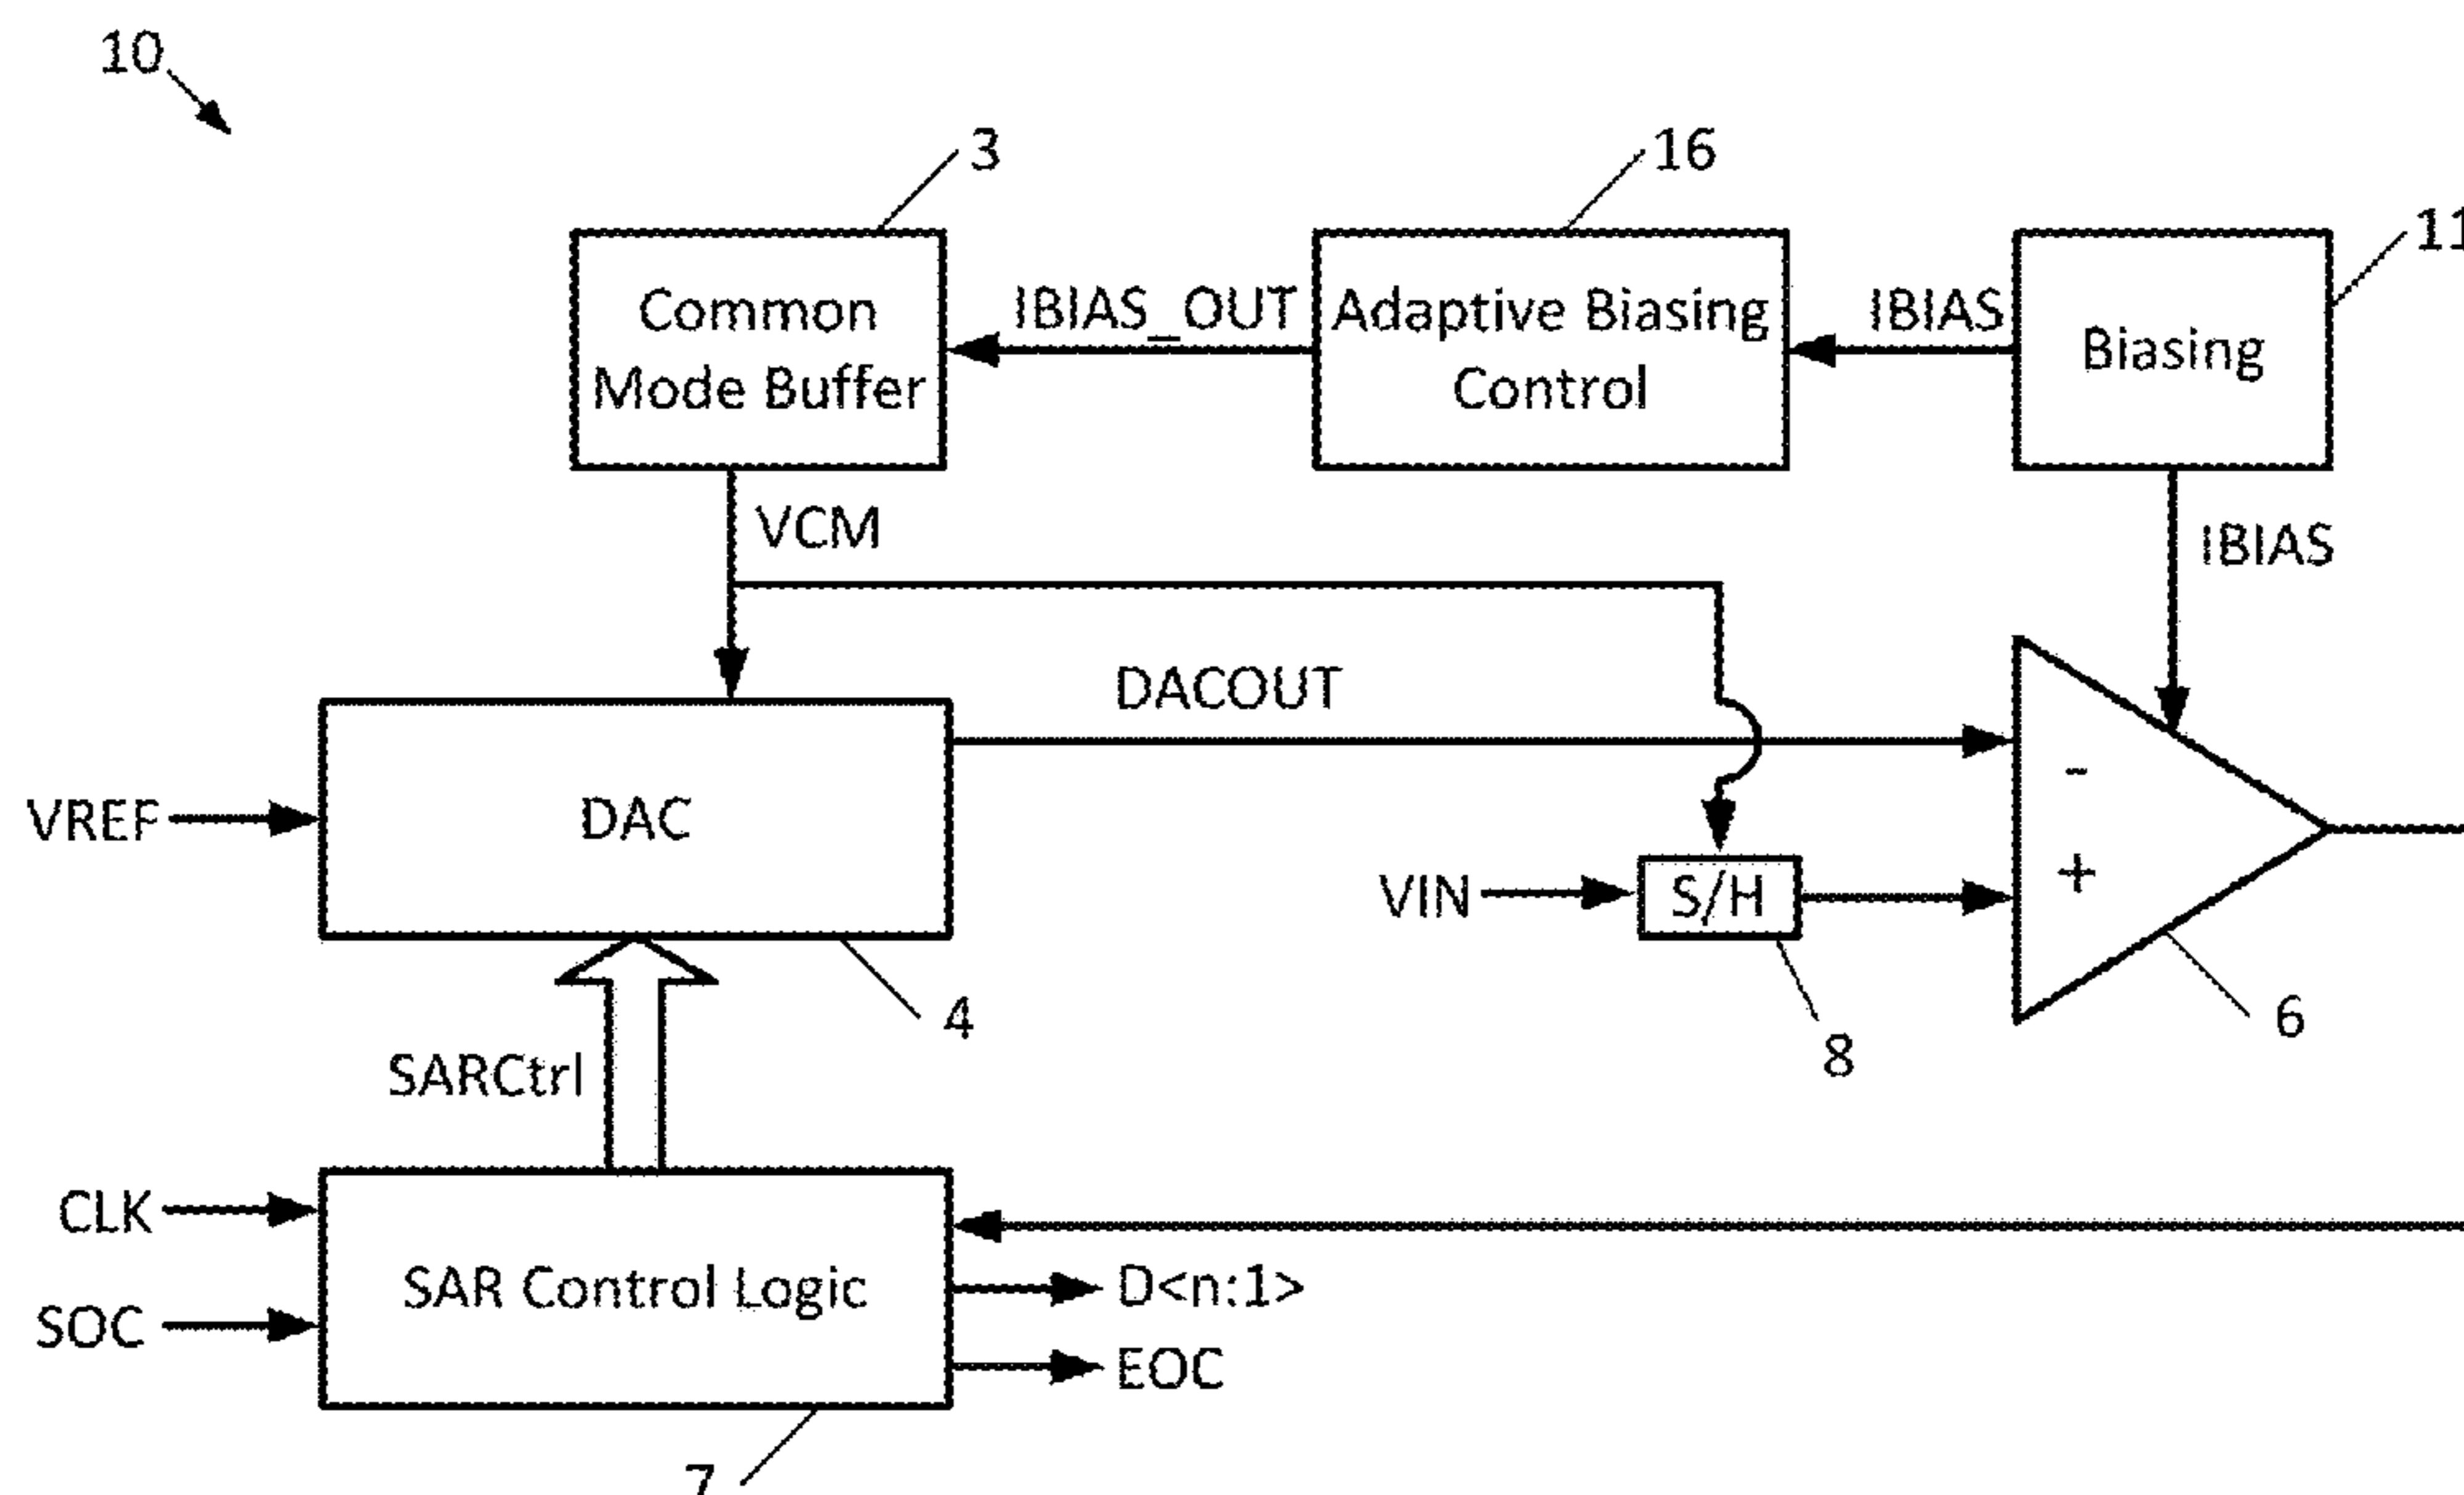 10
3
16
11
Common
Mode Buffer
IBIAS_OUT
Adaptive Biasing
Control
IBIAS
Biasing
VCM
IBIAS
DACOUT
VREF
DAC
-
+
VIN
S/H
4
8
6
SARCtrl
CLK
SOC
SAR Control Logic
D<n:1>
EOC
7